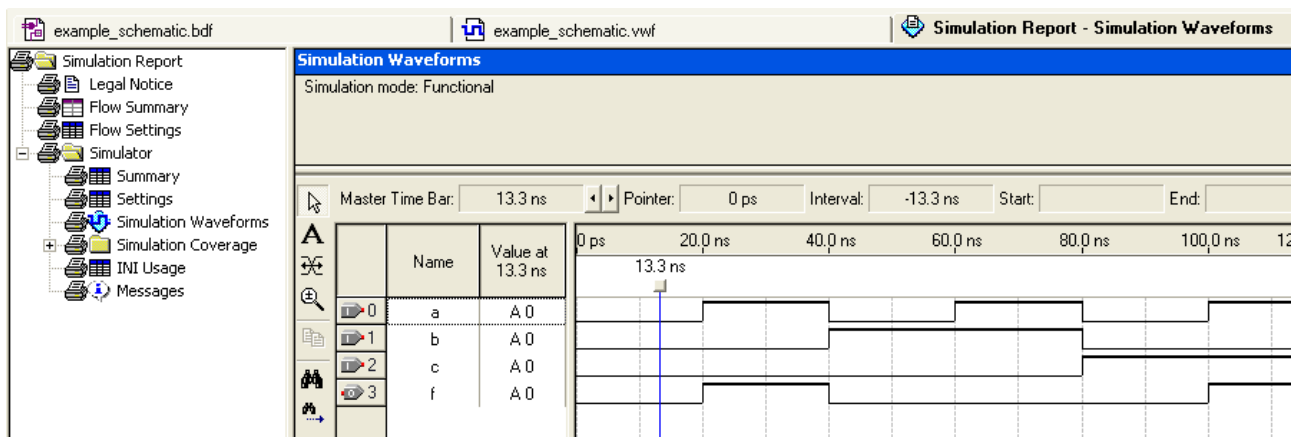 example_schematic.bdf
example_schematic.vwf
Simulation Report - Simulation Waveforms
Simulation Report
Legal Notice
Flow Summary
Flow Settings
Simulator
Summary
Settings
Simulation Waveforms
Simulation Coverage
INI Usage
Messages
Simulation Waveforms
Simulation mode: Functional
Master Time Bar: 13.3 ns Pointer: 0 ps Interval: -13.3 ns Start: End:
A
Name Value at 13.3 ns
0 ps 20.0 ns 40.0 ns 60.0 ns 80.0 ns 100.0 ns 12
13.3 ns
0 a A 0
1 b A 0
2 c A 0
3 f A 0